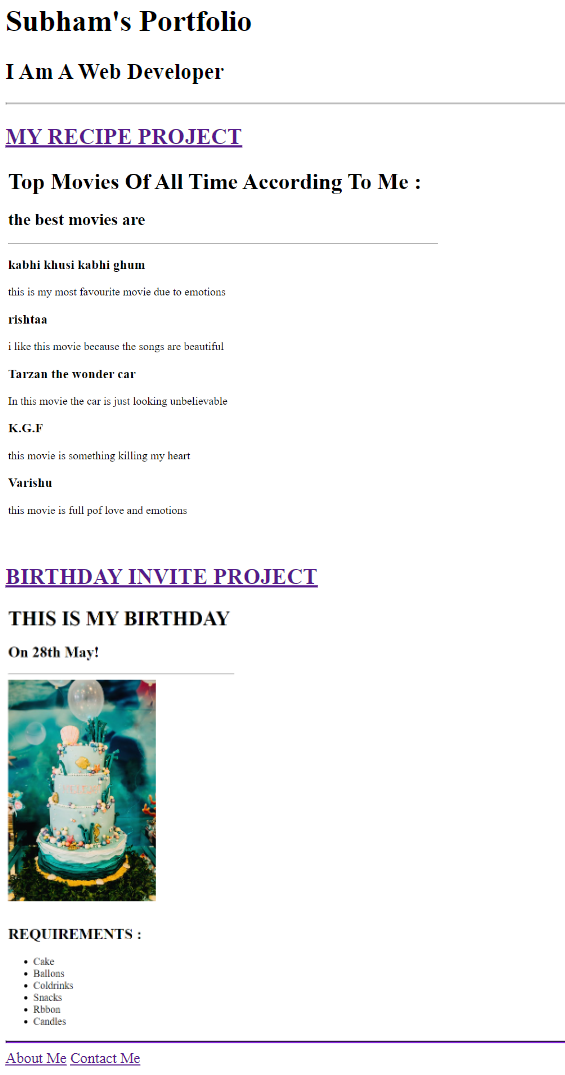 Subham's Portfolio
I Am A Web Developer
MY RECIPE PROJECT
Top Movies Of All Time According To Me :
the best movies are
kabhi khusi kabhi ghum
this is my most favourite movie due to emotions
rishtaa
i like this movie because the songs are beautiful
Tarzan the wonder car
In this movie the car is just looking unbelievable
K.G.F
this movie is something killing my heart
Varishu
this movie is full pof love and emotions
BIRTHDAY INVITE PROJECT
THIS IS MY BIRTHDAY
On 28th May!
REQUIREMENTS :
Cake
Ballons
Coldrinks
Snacks
Rbbon
Candles
About Me Contact Me